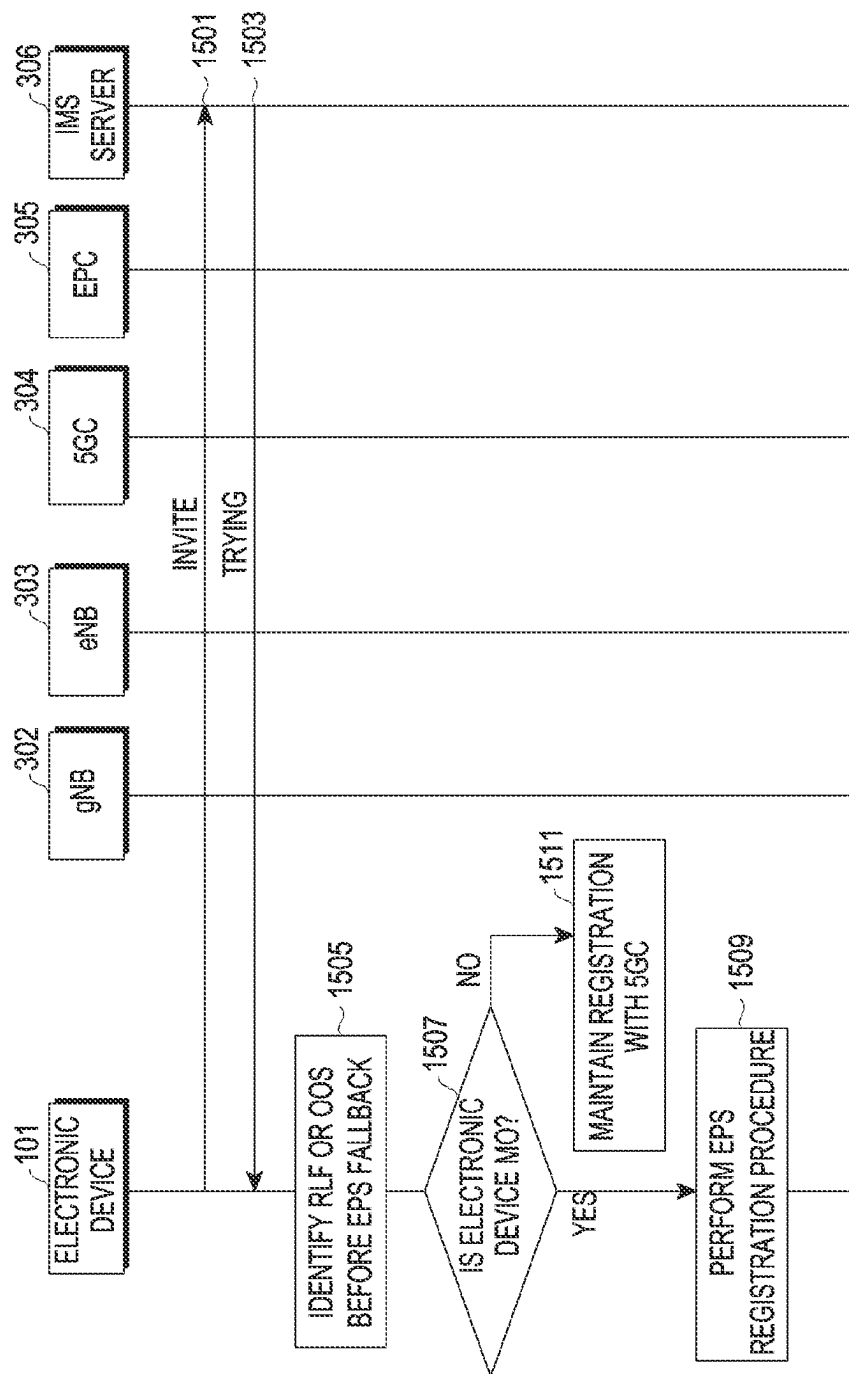 101
ELECTRONIC
DEVICE
302
gNB
303
eNB
304
5GC
305
EPC
306
IMS
SERVER
INVITE
1501
TRYING
1503
IDENTIFY RLF OR OOS
BEFORE EPS FALLBACK
1505
IS ELECTRONIC
DEVICE MO?
1507
NO
1511
MAINTAIN REGISTRATION
WITH 5GC
YES
PERFORM EPS
REGISTRATION PROCEDURE
1509